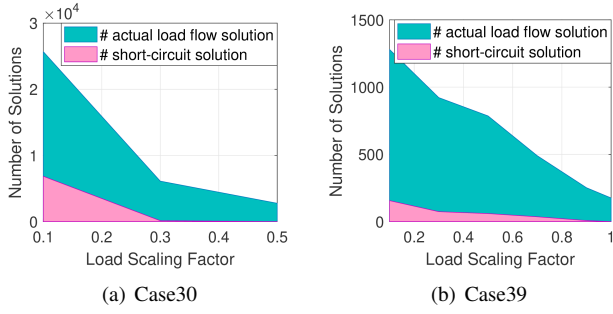 ×10⁴
3
2
1
0
Number of Solutions
# actual load flow solution
# short-circuit solution
0.1 0.2 0.3 0.4 0.5
Load Scaling Factor
(a) Case30
1500
1000
500
0
Number of Solutions
# actual load flow solution
# short-circuit solution
0.2 0.4 0.6 0.8 1
Load Scaling Factor
(b) Case39